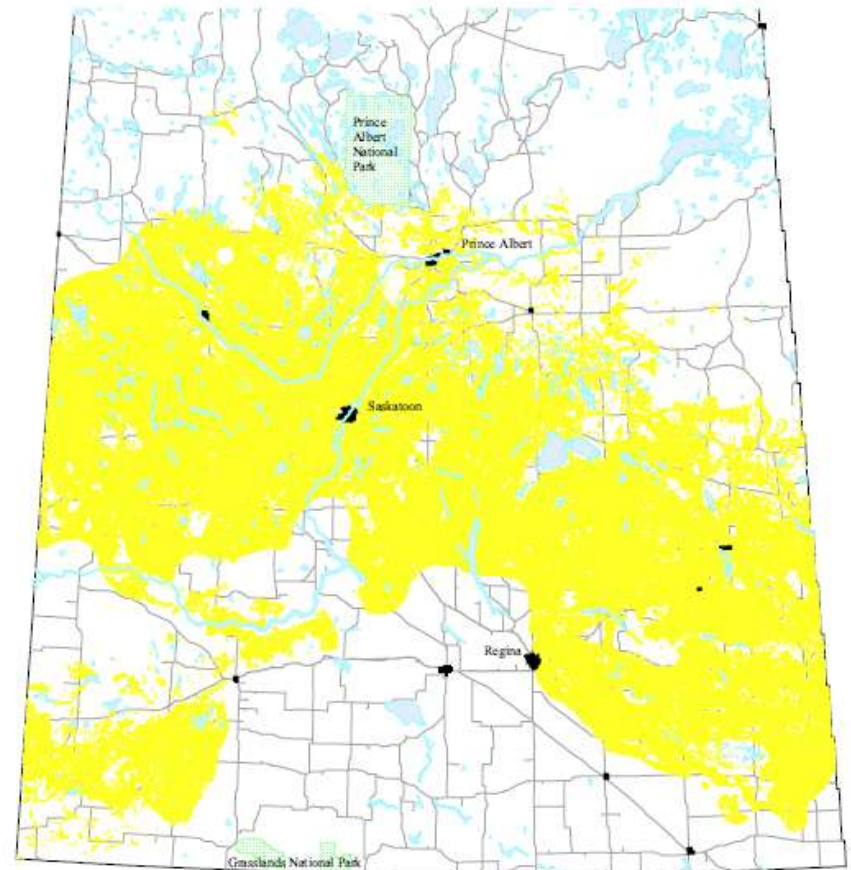 Prince
Albert
National
Park
Prince Albert
Saskatoon
Regina
Grasslands National Park